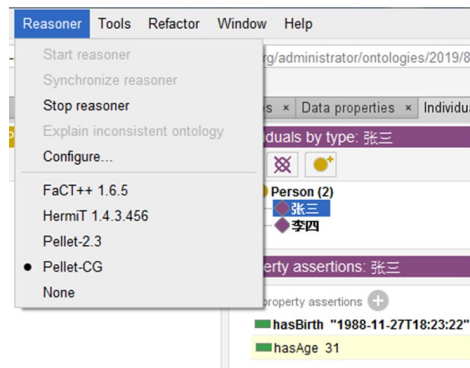 Reasoner Tools Refactor Window Help
rg/administrator/ontologies/2019/8
Start reasoner
Synchronize reasoner
Stop reasoner
Explain inconsistent ontology
Configure...
FaCT++ 1.6.5
HermiT 1.4.3.456
Pellet-2.3
Pellet-CG
None
es × Data properties × Individua
duals by type: 张三
Person (2)
张三
李四
erty assertions: 张三
property assertions
hasBirth "1988-11-27T18:23:22"
hasAge 31